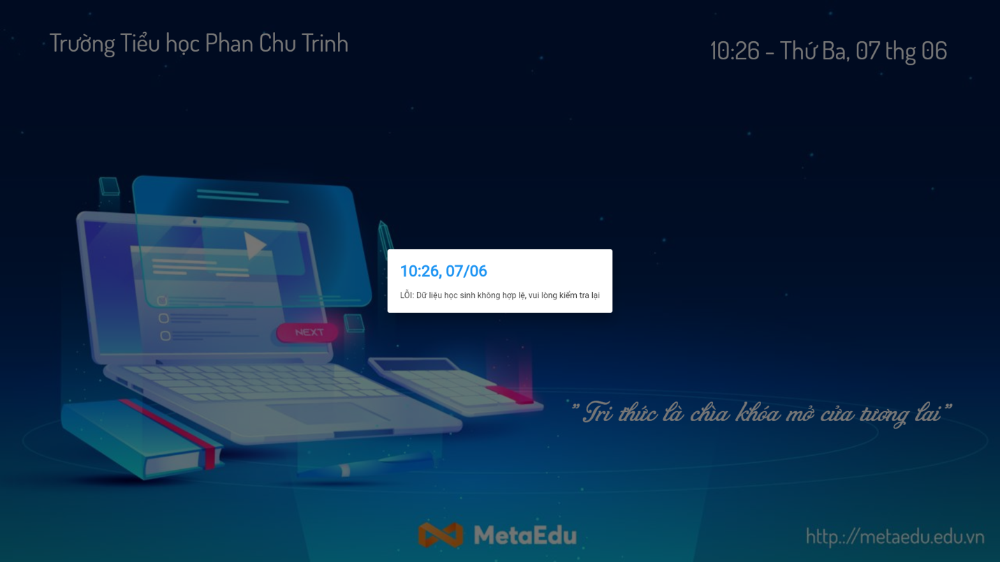 Trường Tiểu học Phan Chu Trinh
10:26 - Thứ Ba, 07 thg 06
10:26, 07/06
LỖI: Dữ liệu học sinh không hợp lệ, vui lòng kiểm tra lại
NEXT
"Tri thức là chìa khóa mở cửa tương lai"
MetaEdu
http.://metaedu.edu.vn